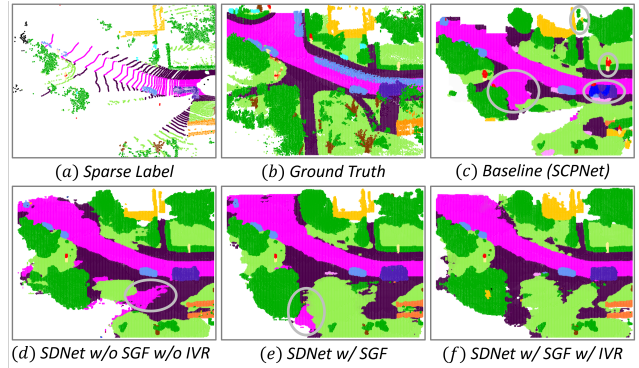 (a) Sparse Label
(b) Ground Truth
(c) Baseline (SCPNet)
(d) SDNet w/o SGF w/o IVR
(e) SDNet w/ SGF
(f) SDNet w/ SGF w/ IVR